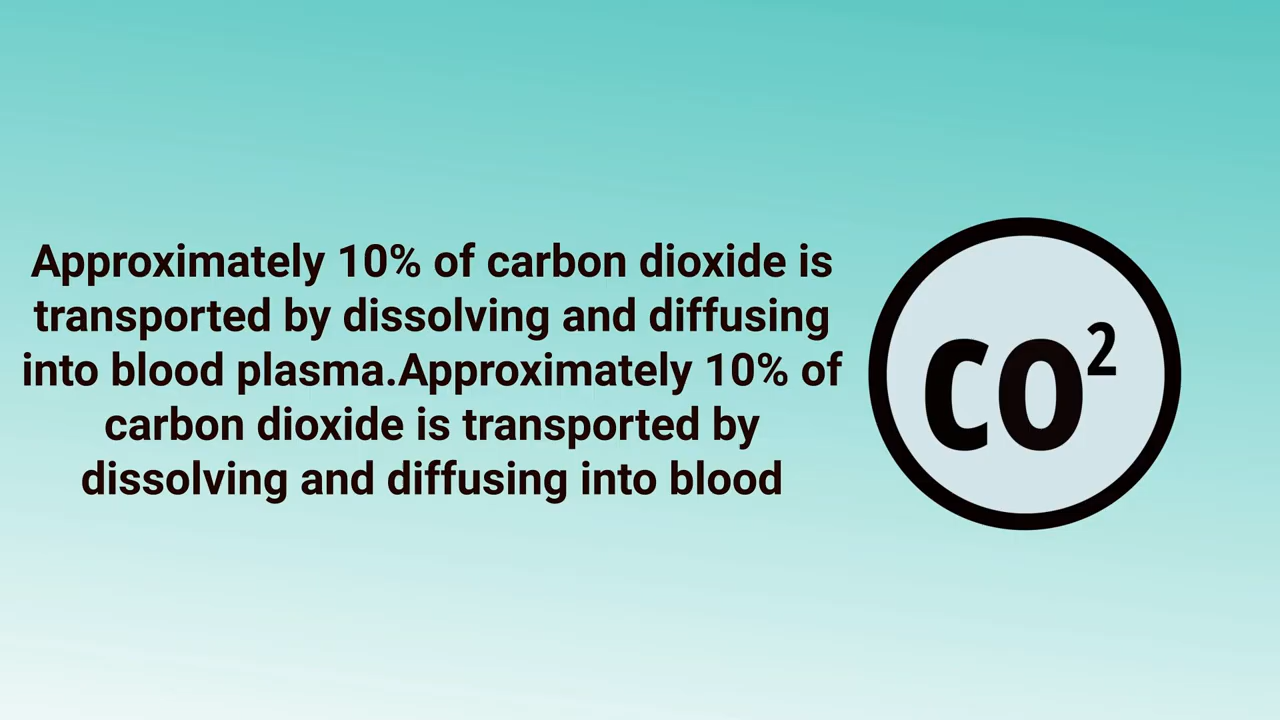 Approximately 10% of carbon dioxide is
transported by dissolving and diffusing
into blood plasma.Approximately 10% of
carbon dioxide is transported by
dissolving and diffusing into blood
CO²